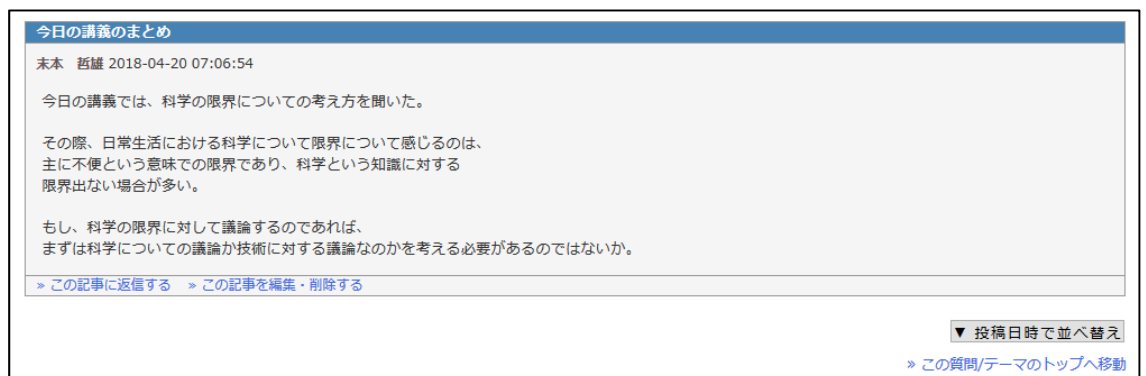 今日の講義のまとめ
末本　哲雄 2018-04-20 07:06:54
今日の講義では、科学の限界についての考え方を聞いた。
その際、日常生活における科学について限界について感じるのは、
主に不便という意味での限界であり、科学という知識に対する
限界出ない場合が多い。
もし、科学の限界に対して議論するのであれば、
まずは科学についての議論か技術に対する議論なのかを考える必要があるのではないか。
» この記事に返信する　» この記事を編集・削除する
▼ 投稿日時で並べ替え
» この質問/テーマのトップへ移動